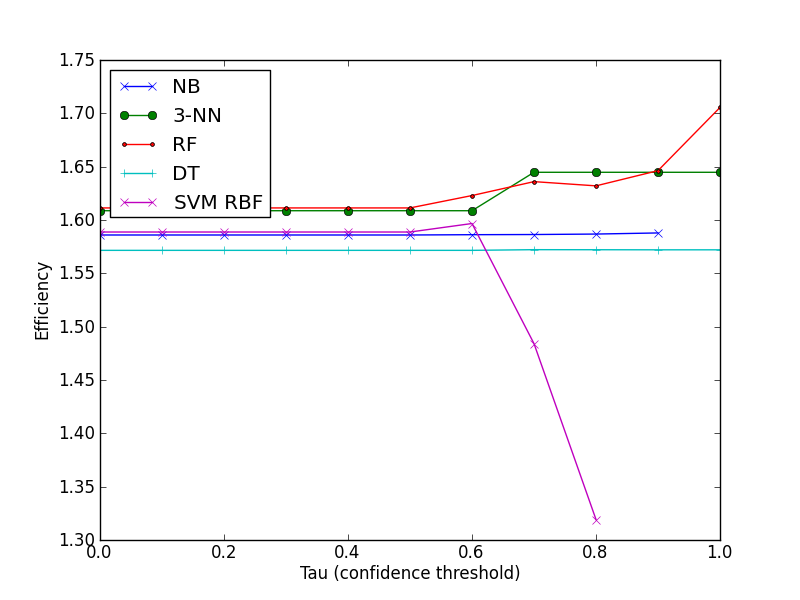 1.75
1.70
1.65
1.60
1.55
1.50
1.45
1.40
1.35
1.30
Efficiency
NB
3-NN
RF
DT
SVM RBF
0.0 0.2 0.4 0.6 0.8 1.0
Tau (confidence threshold)